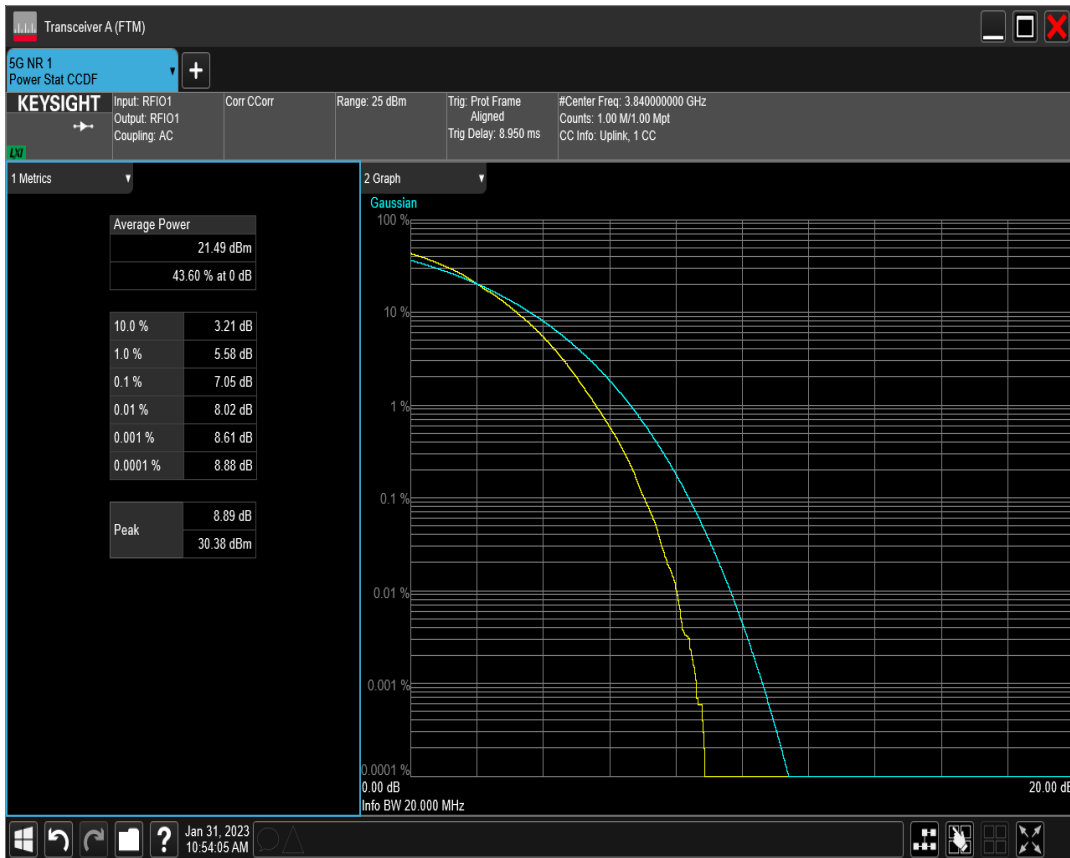 Transceiver A (FTM)
5G NR 1
Power Stat CCDF
+
KEYSIGHT
LXI
Input: RFIO1
Output: RFIO1
Coupling: AC
Corr CCorr
Range: 25 dBm
Trig: Prot Frame
Aligned
Trig Delay: 8.950 ms
#Center Freq: 3.840000000 GHz
Counts: 1.00 M/1.00 Mpt
CC Info: Uplink, 1 CC
1 Metrics
Average Power
21.49 dBm
43.60 % at 0 dB
10.0 % 3.21 dB
1.0 % 5.58 dB
0.1 % 7.05 dB
0.01 % 8.02 dB
0.001 % 8.61 dB
0.0001 % 8.88 dB
Peak
8.89 dB
30.38 dBm
2 Graph
Gaussian
100 %
10 %
1 %
0.1 %
0.01 %
0.001 %
0.0001 %
0.00 dB 20.00 dB
Info BW 20.000 MHz
?
Jan 31, 2023
10:54:05 AM